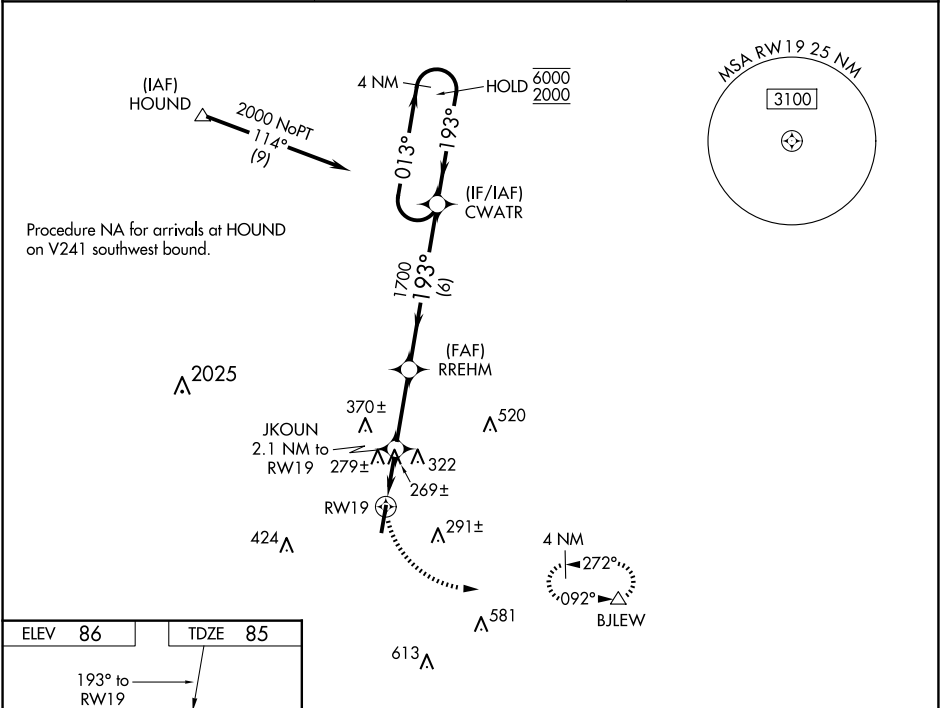 (IAF)
HOUND
2000 NoPT
114°
(9)
4 NM
HOLD
6000
2000
013°
193°
(IF/IAF)
CWATR
MSA RW19 25 NM
3100
Procedure NA for arrivals at HOUND
on V241 southwest bound.
1700
193°
(6)
(FAF)
RREHM
2025
370±
520
JKOUN
2.1 NM to
RW19
279±
322
269±
RW19
291±
424
4 NM
272°
092°
BJLEW
581
613
ELEV 86
TDZE 85
193° to
RW19